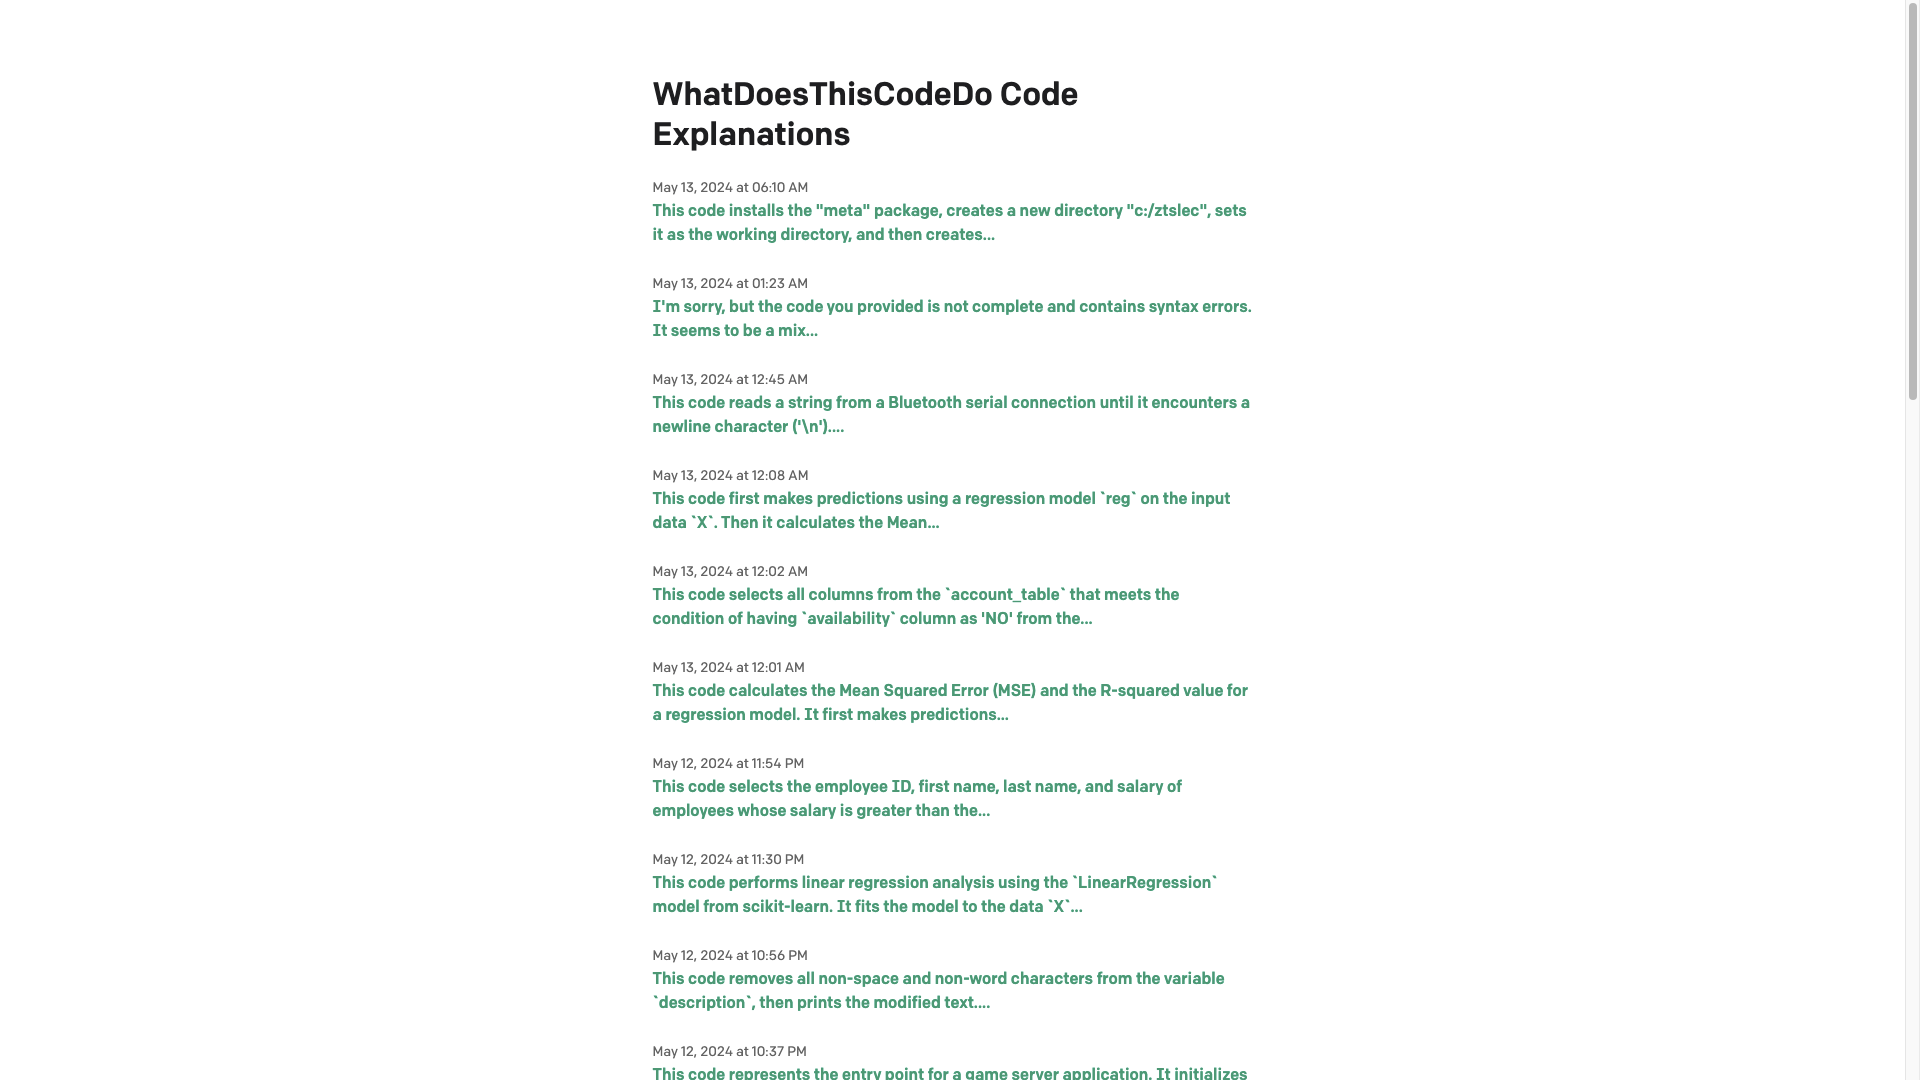 WhatDoesThisCodeDo Code
Explanations
May 13, 2024 at 06:10 AM
This code installs the "meta" package, creates a new directory "c:/ztslec", sets
it as the working directory, and then creates...
May 13, 2024 at 01:23 AM
I'm sorry, but the code you provided is not complete and contains syntax errors.
It seems to be a mix...
May 13, 2024 at 12:45 AM
This code reads a string from a Bluetooth serial connection until it encounters a
newline character ('\n')....
May 13, 2024 at 12:08 AM
This code first makes predictions using a regression model `reg` on the input
data `X`. Then it calculates the Mean...
May 13, 2024 at 12:02 AM
This code selects all columns from the `account_table` that meets the
condition of having `availability` column as 'NO' from the...
May 13, 2024 at 12:01 AM
This code calculates the Mean Squared Error (MSE) and the R-squared value for
a regression model. It first makes predictions...
May 12, 2024 at 11:54 PM
This code selects the employee ID, first name, last name, and salary of
employees whose salary is greater than the...
May 12, 2024 at 11:30 PM
This code performs linear regression analysis using the `LinearRegression`
model from scikit-learn. It fits the model to the data `X`...
May 12, 2024 at 10:56 PM
This code removes all non-space and non-word characters from the variable
`description`, then prints the modified text....
May 12, 2024 at 10:37 PM
This code represents the entry point for a game server application. It initializes